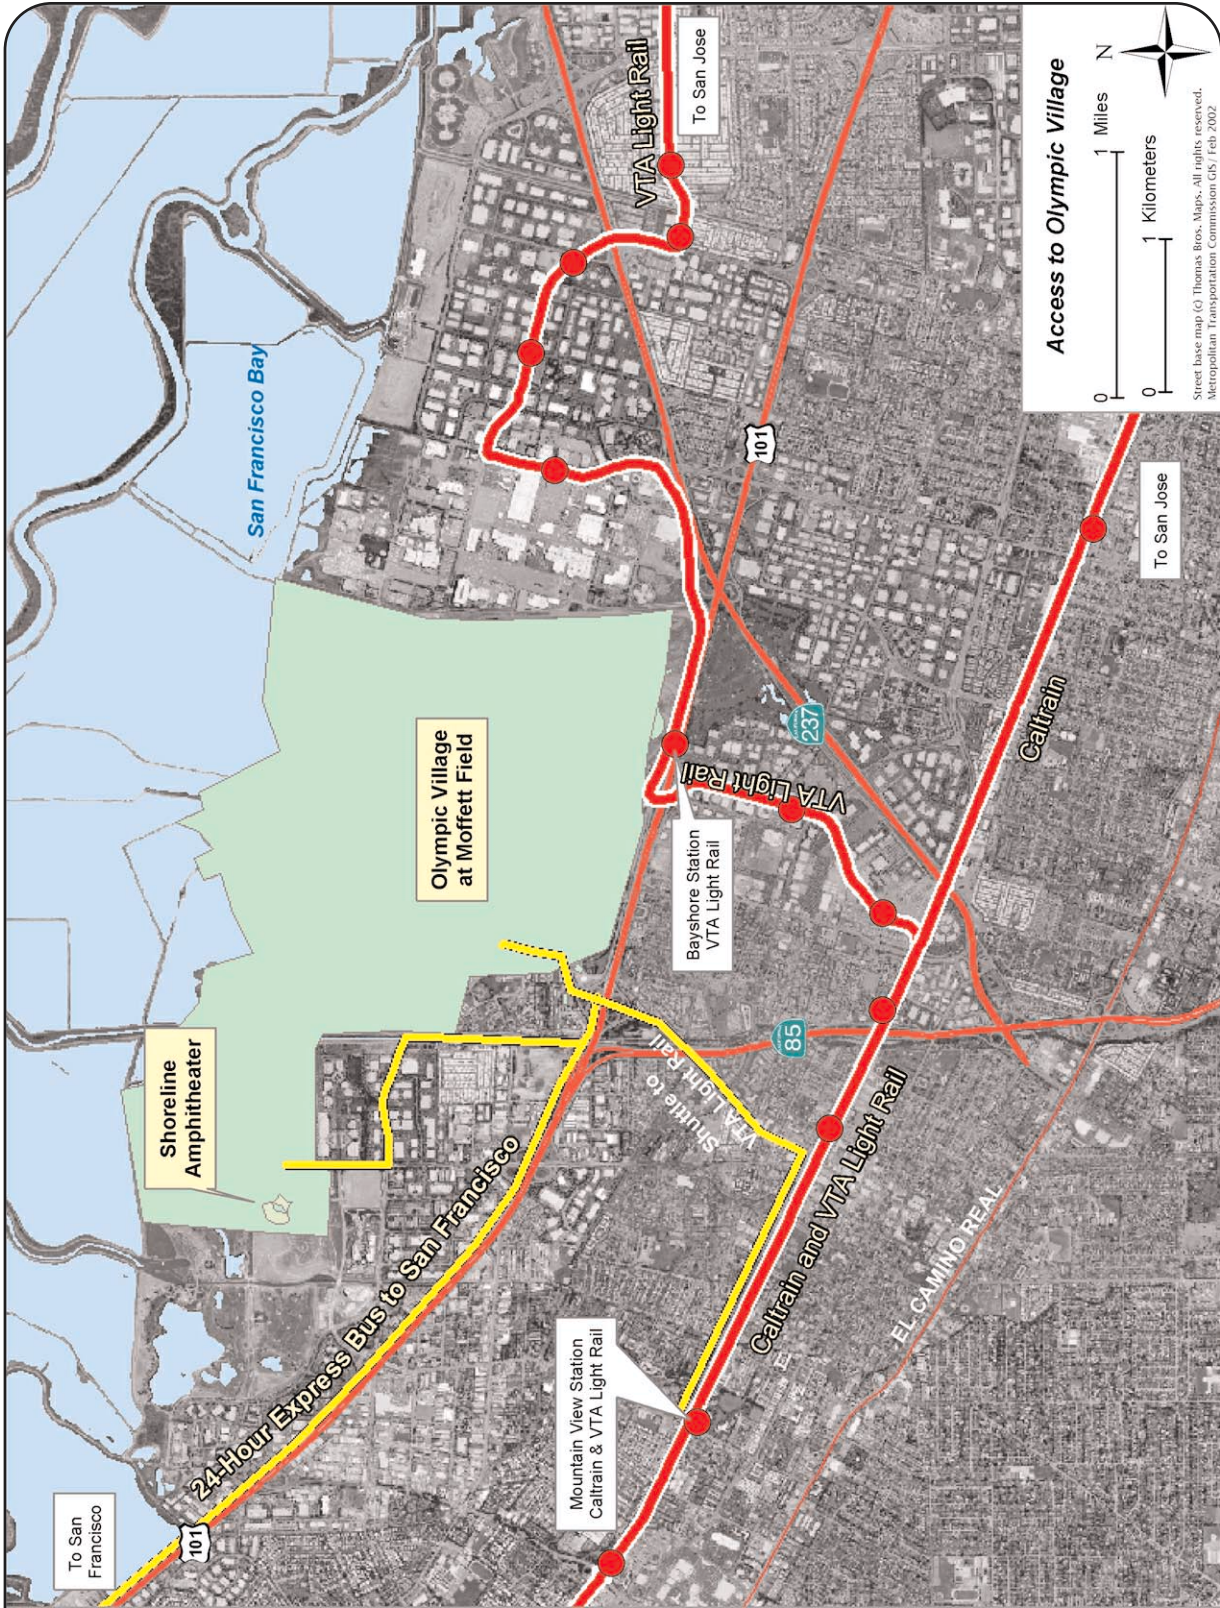 To San
Francisco
101
24-Hour Express Bus to San Francisco
Shoreline
Amphitheater
San Francisco Bay
Olympic Village
at Moffett Field
VTA Light Rail
To San Jose
101
Bayshore Station
VTA Light Rail
VTA Light Rail
CALIFORNIA
237
Shuttle to
VTA Light Rail
CALIFORNIA
85
Mountain View Station
Caltrain & VTA Light Rail
Caltrain and VTA Light Rail
Caltrain
EL CAMINO REAL
To San Jose
Access to Olympic Village
0 1 Miles
N
0 1 Kilometers
Street base map (c) Thomas Bros. Maps. All rights reserved.
Metropolitan Transportation Commission GIS / Feb 2002